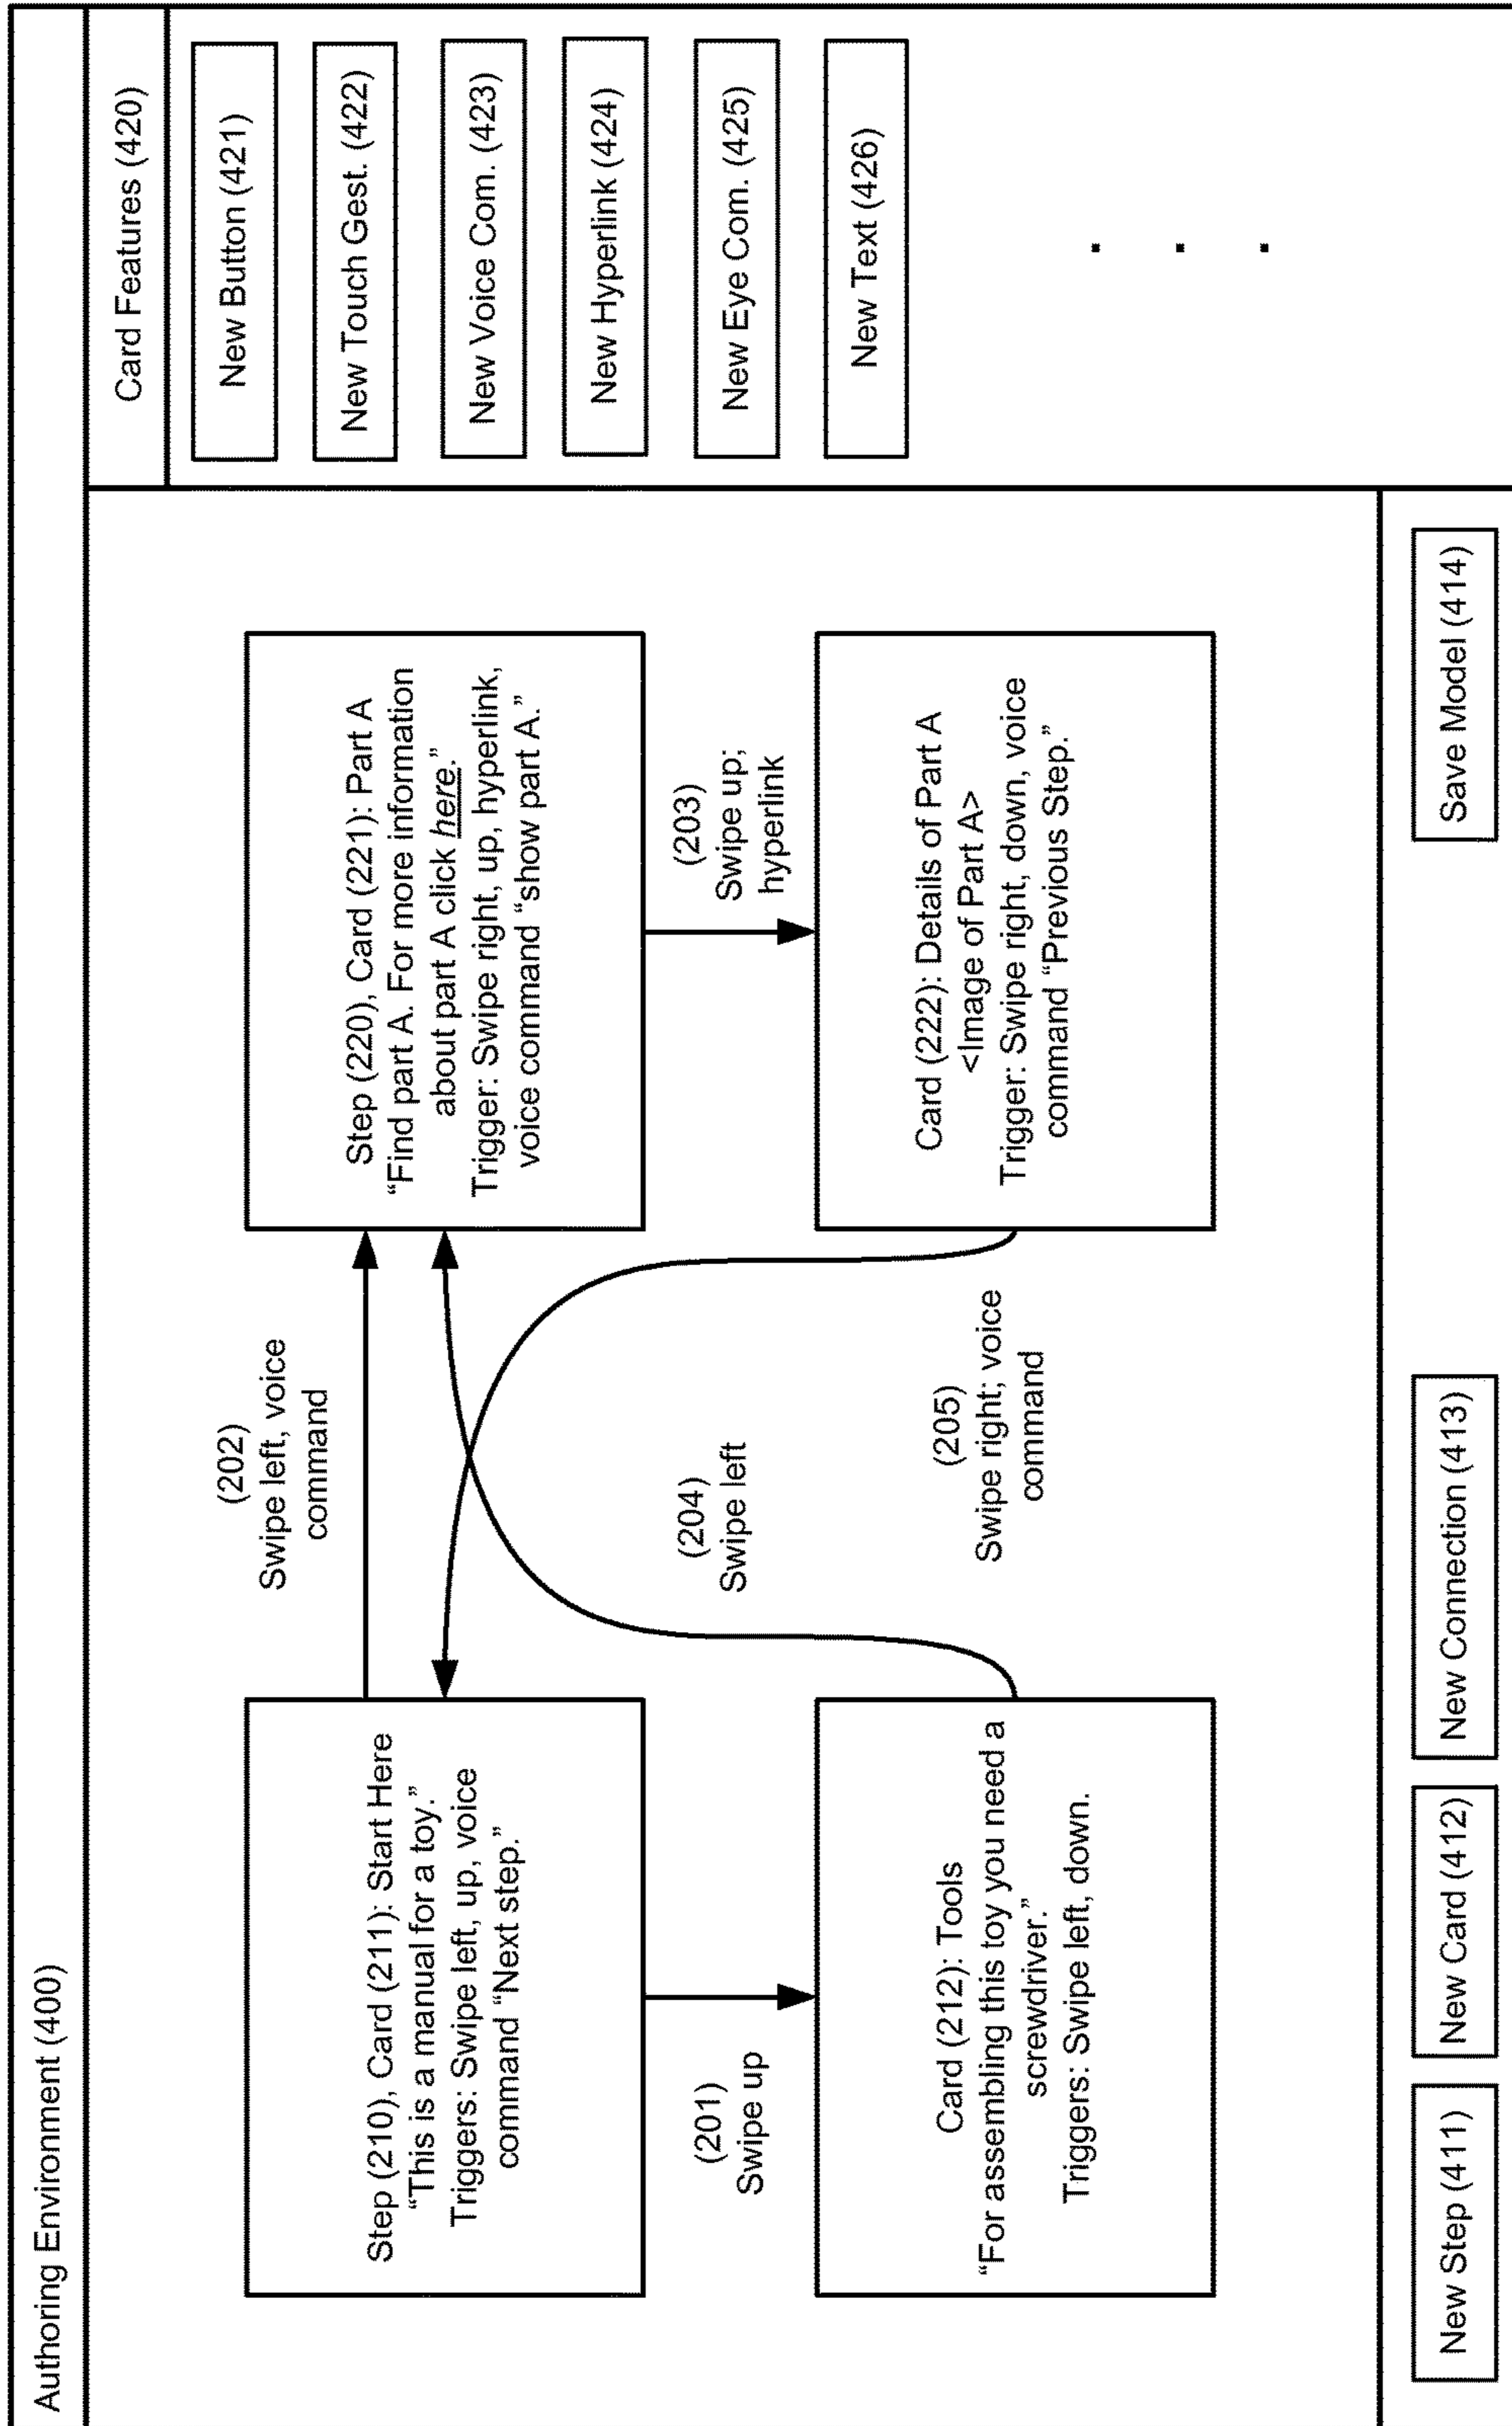 Authoring Environment (400)
Step (210), Card (211): Start Here
“This is a manual for a toy.”
Triggers: Swipe left, up, voice
command “Next step.”
(202)
Swipe left, voice
command
Step (220), Card (221): Part A
“Find part A. For more information
about part A click here.”
Trigger: Swipe right, up, hyperlink,
voice command “show part A.”
(201)
Swipe up
(204)
Swipe left
(203)
Swipe up;
hyperlink
Card (212): Tools
“For assembling this toy you need a
screwdriver.”
Triggers: Swipe left, down.
(205)
Swipe right; voice
command
Card (222): Details of Part A
<Image of Part A>
Trigger: Swipe right, down, voice
command “Previous Step.”
Card Features (420)
New Button (421)
New Touch Gest. (422)
New Voice Com. (423)
New Hyperlink (424)
New Eye Com. (425)
New Text (426)
New Step (411)
New Card (412)
New Connection (413)
Save Model (414)